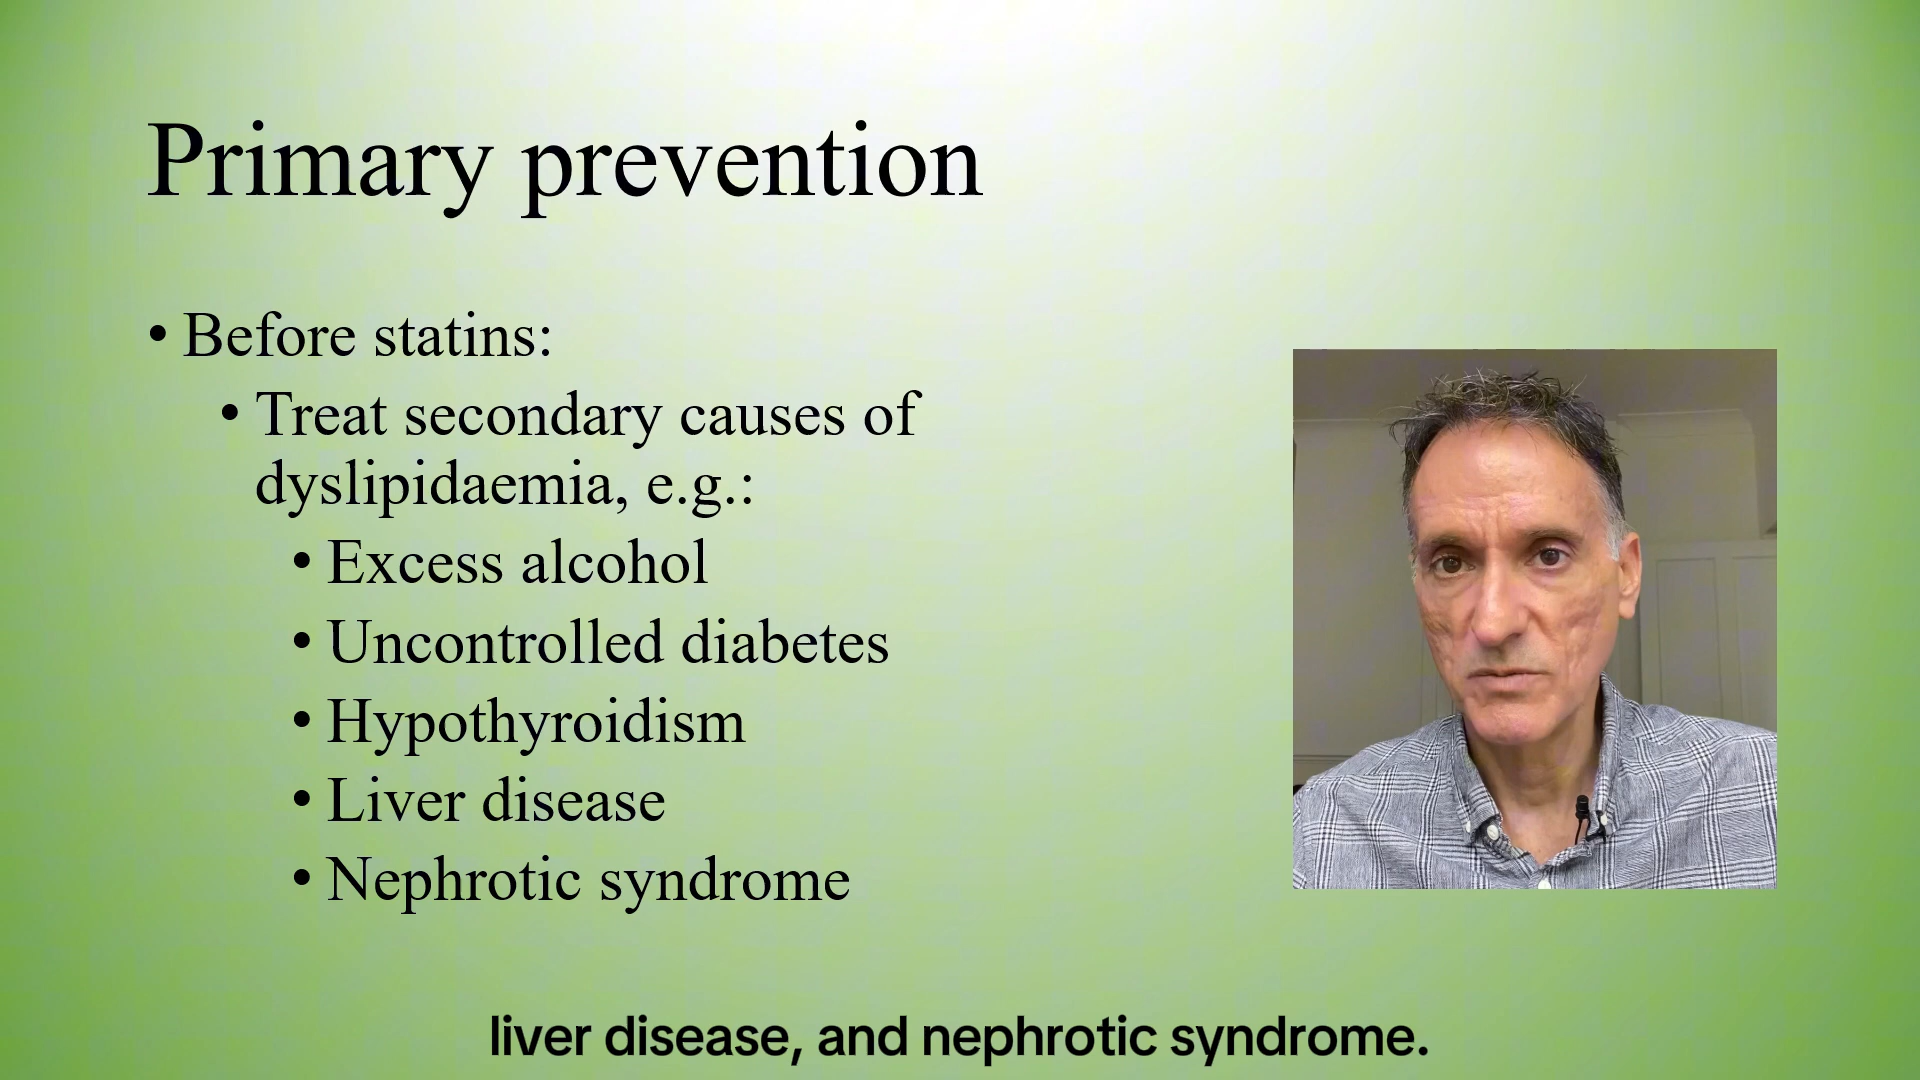 Primary prevention
• Before statins:
• Treat secondary causes of
dyslipidaemia, e.g.:
• Excess alcohol
• Uncontrolled diabetes
• Hypothyroidism
• Liver disease
• Nephrotic syndrome
liver disease, and nephrotic syndrome.